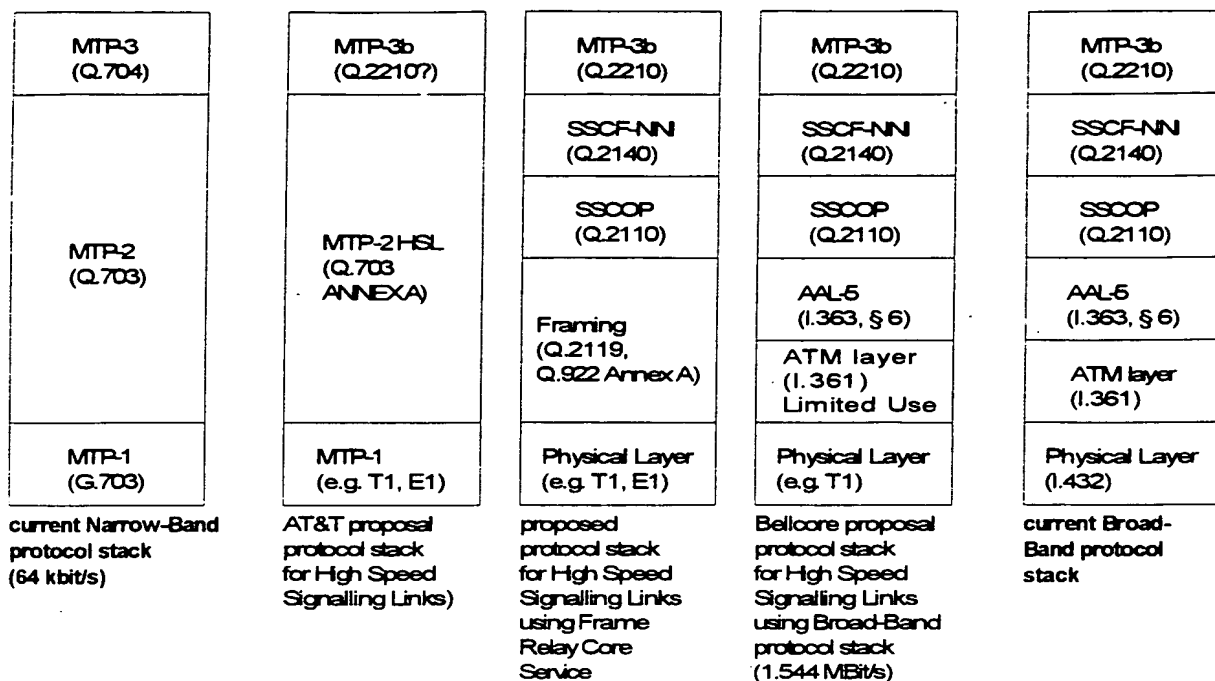 MTP-3
(Q.704)
MTP-2
(Q.703)
MTP-1
(G.703)
current Narrow-Band
protocol stack
(64 kbit/s)
MTP-3b
(Q.2210?)
MTP-2 HSL
(Q.703
ANNEX A)
MTP-1
(e.g. T1, E1)
AT&T proposal
protocol stack
for High Speed
Signalling Links)
MTP-3b
(Q.2210)
SSCF-NNI
(Q.2140)
SSCOP
(Q.2110)
Framing
(Q.2119,
Q.922 Annex A)
Physical Layer
(e.g. T1, E1)
proposed
protocol stack
for High Speed
Signalling Links
using Frame
Relay Core
Service
MTP-3b
(Q.2210)
SSCF-NNI
(Q.2140)
SSCOP
(Q.2110)
AAL-5
(I.363, § 6)
ATM layer
(I.361)
Limited Use
Physical Layer
(e.g. T1)
Bellcore proposal
protocol stack
for High Speed
Signalling Links
using Broad-Band
protocol stack
(1.544 MBit/s)
MTP-3b
(Q.2210)
SSCF-NNI
(Q.2140)
SSCOP
(Q.2110)
AAL-5
(I.363, § 6)
ATM layer
(I.361)
Physical Layer
(I.432)
current Broad-
Band protocol
stack